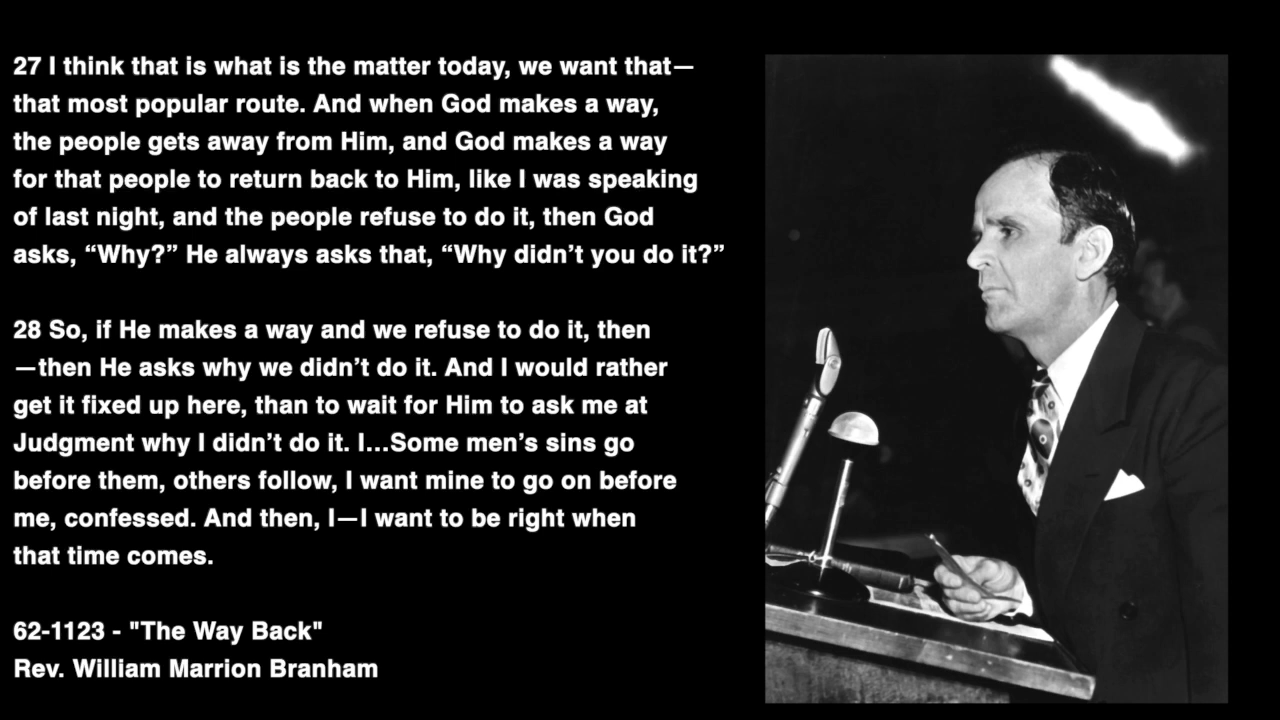 27 I think that is what is the matter today, we want that—
that most popular route. And when God makes a way,
the people gets away from Him, and God makes a way
for that people to return back to Him, like I was speaking
of last night, and the people refuse to do it, then God
asks, “Why?” He always asks that, “Why didn’t you do it?”
28 So, if He makes a way and we refuse to do it, then
—then He asks why we didn’t do it. And I would rather
get it fixed up here, than to wait for Him to ask me at
Judgment why I didn’t do it. I...Some men’s sins go
before them, others follow, I want mine to go on before
me, confessed. And then, I—I want to be right when
that time comes.
62-1123 - "The Way Back"
Rev. William Marrion Branham